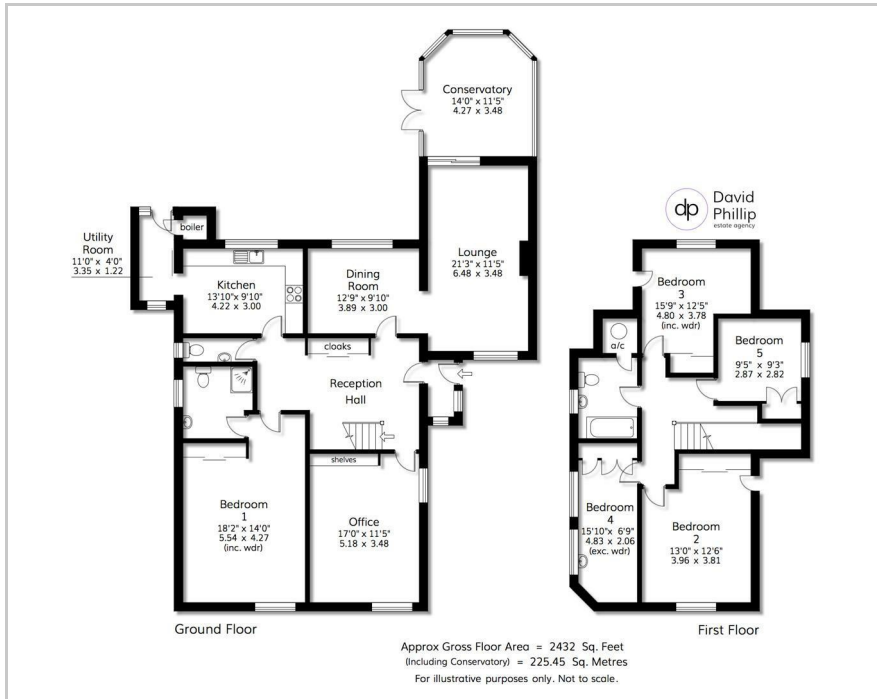 Conservatory
14'0" x 11'5"
4.27 x 3.48
David
Phillip
estate agency
dp
Utility
Room
11'0" x 4'0"
3.35 x 1.22
boiler
Kitchen
13'10" x 9'10"
4.22 x 3.00
Dining
Room
12'9" x 9'10"
3.89 x 3.00
Lounge
21'3" x 11'5"
6.48 x 3.48
cloaks
Reception
Hall
shelves
Bedroom
1
18'2" x 14'0"
5.54 x 4.27
(inc. wdr)
Office
17'0" x 11'5"
5.18 x 3.48
Ground Floor
Bedroom
3
15'9" x 12'5"
4.80 x 3.78
(inc. wdr)
a/c
Bedroom
5
9'5" x 9'3"
2.87 x 2.82
Bedroom
4
15'10"x 6'9"
4.83 x 2.06
(exc. wdr)
Bedroom
2
13'0" x 12'6"
3.96 x 3.81
First Floor
Approx Gross Floor Area = 2432 Sq. Feet
(Including Conservatory) = 225.45 Sq. Metres
For illustrative purposes only. Not to scale.